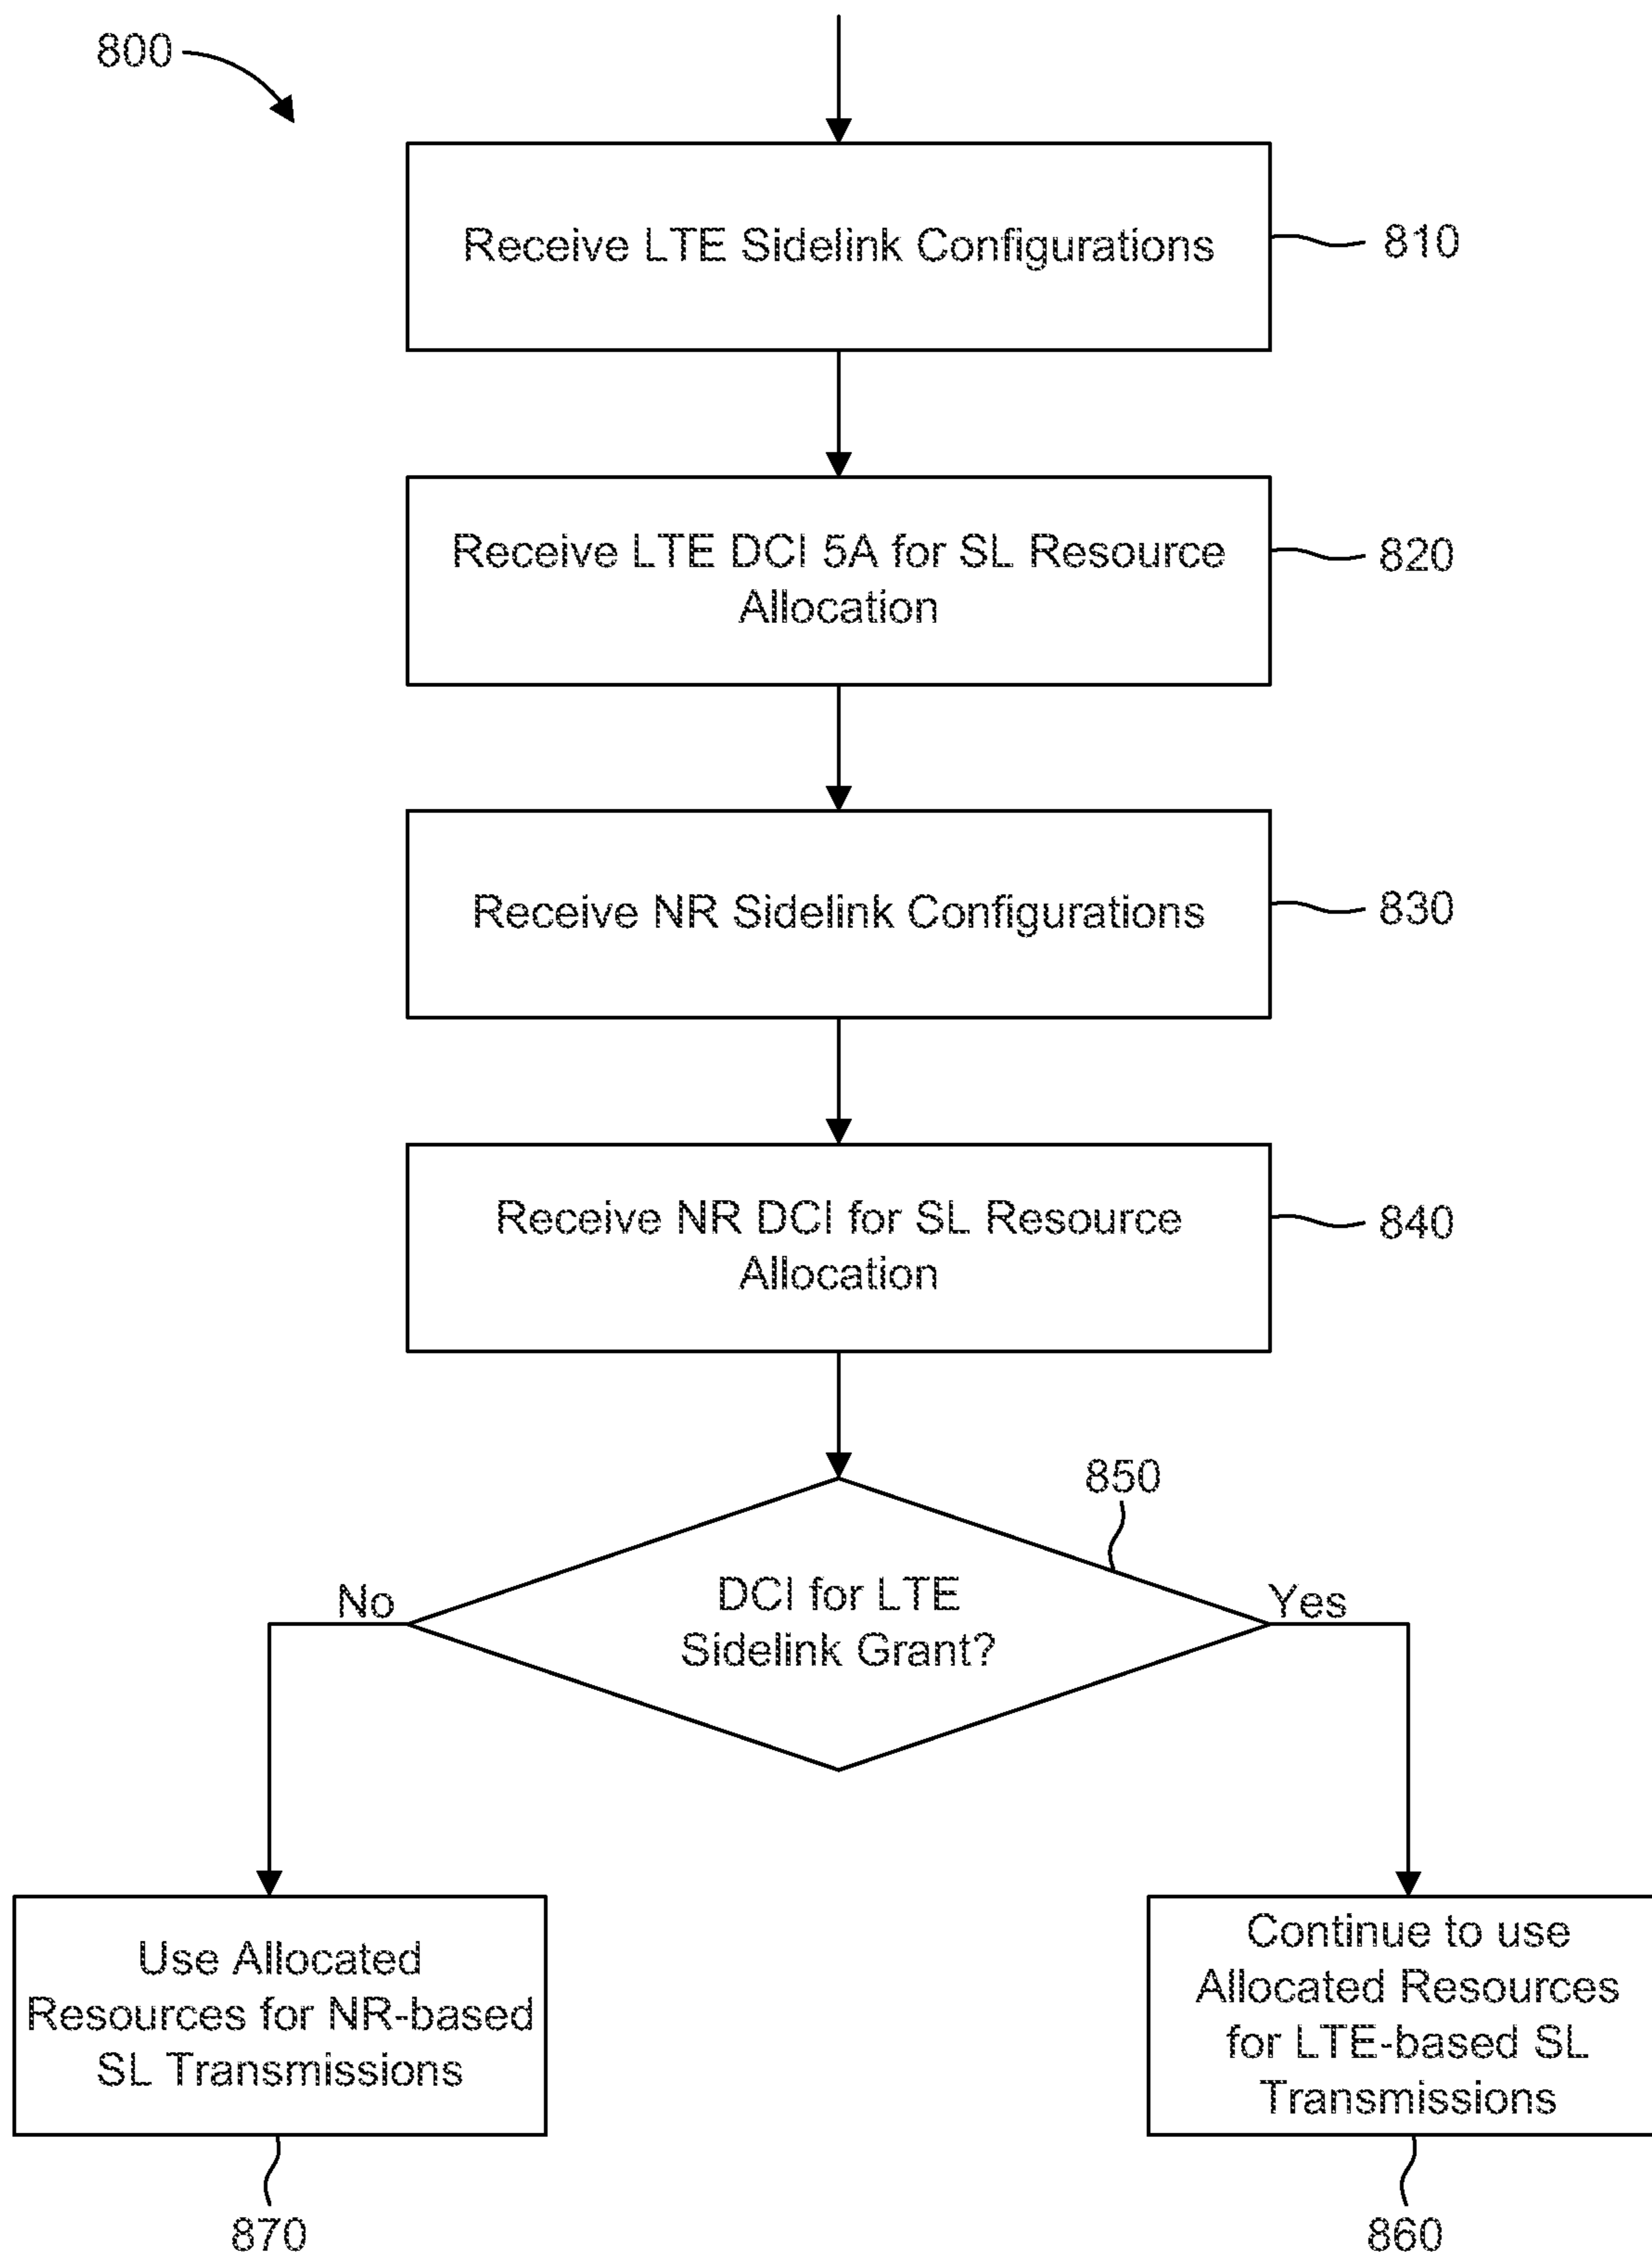 800
Receive LTE Sidelink Configurations
810
Receive LTE DCI 5A for SL Resource
Allocation
820
Receive NR Sidelink Configurations
830
Receive NR DCI for SL Resource
Allocation
840
850
DCI for LTE
Sidelink Grant?
No
Yes
Use Allocated
Resources for NR-based
SL Transmissions
870
Continue to use
Allocated Resources
for LTE-based SL
Transmissions
860